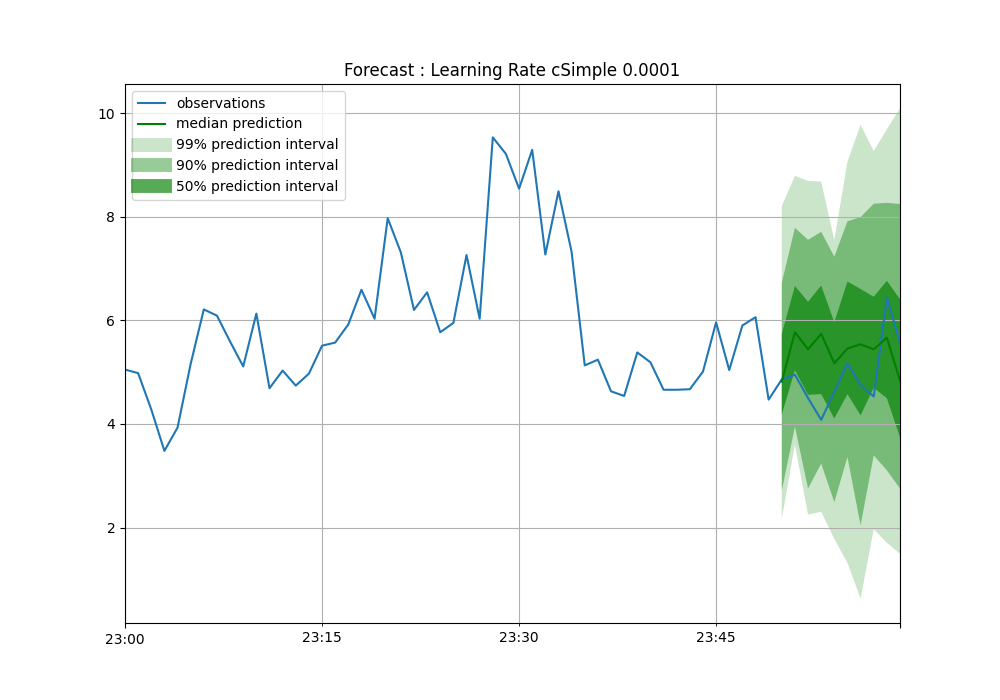 Forecast : Learning Rate cSimple 0.0001
observations
median prediction
99% prediction interval
90% prediction interval
50% prediction interval
10
8
6
4
2
23:00
23:15
23:30
23:45